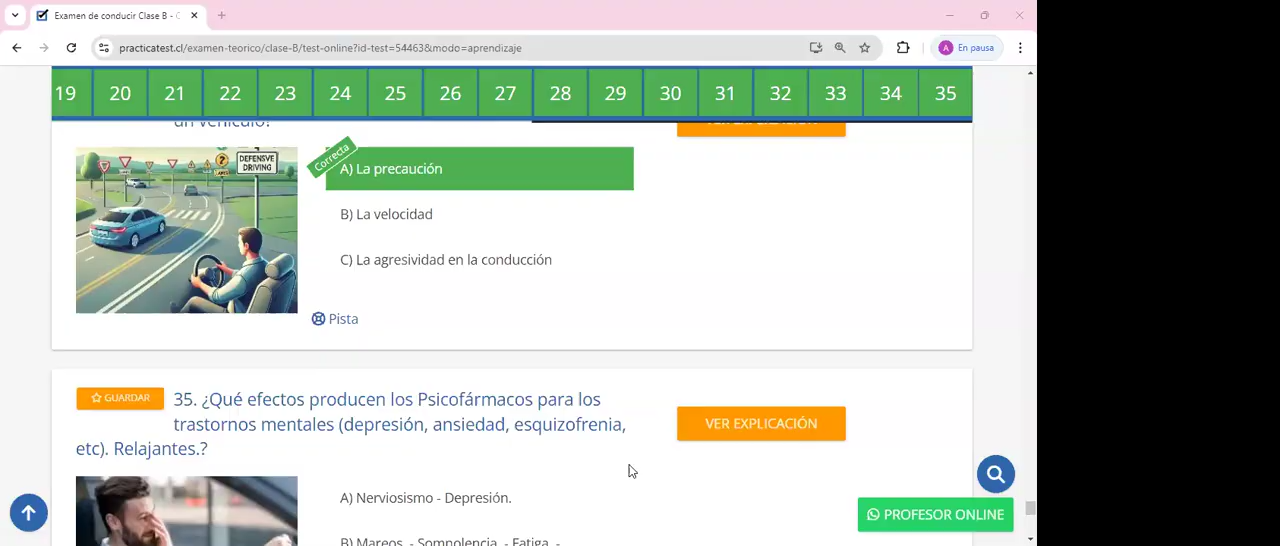 Examen de conducir Clase B - C
practicatest.cl/examen-teorico/clase-B/test-online?id-test=54463&modo=aprendizaje
A
En pausa
19 20 21 22 23 24 25 26 27 28 29 30 31 32 33 34 35
un vehículo?
VER EXPLICACIÓN
DEFENSIVE
DRIVING
Correcta
A) La precaución
B) La velocidad
C) La agresividad en la conducción
Pista
GUARDAR
35. ¿Qué efectos producen los Psicofármacos para los
trastornos mentales (depresión, ansiedad, esquizofrenia,
etc). Relajantes.?
VER EXPLICACIÓN
A) Nerviosismo - Depresión.
B) Mareos. - Somnolencia. - Fatiga. -
PROFESOR ONLINE